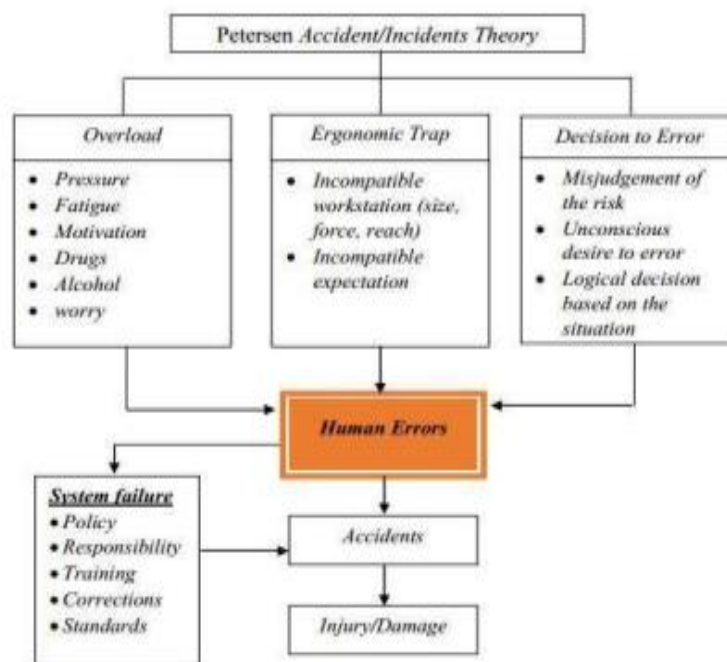 Petersen Accident/Incidents Theory
Overload
• Pressure
• Fatigue
• Motivation
• Drugs
• Alcohol
• worry
Ergonomic Trap
• Incompatible
workstation (size,
force, reach)
• Incompatible
expectation
Decision to Error
• Misjudgement of
the risk
• Unconscious
desire to error
• Logical decision
based on the
situation
Human Errors
System failure
• Policy
• Responsibility
• Training
• Corrections
• Standards
Accidents
Injury/Damage